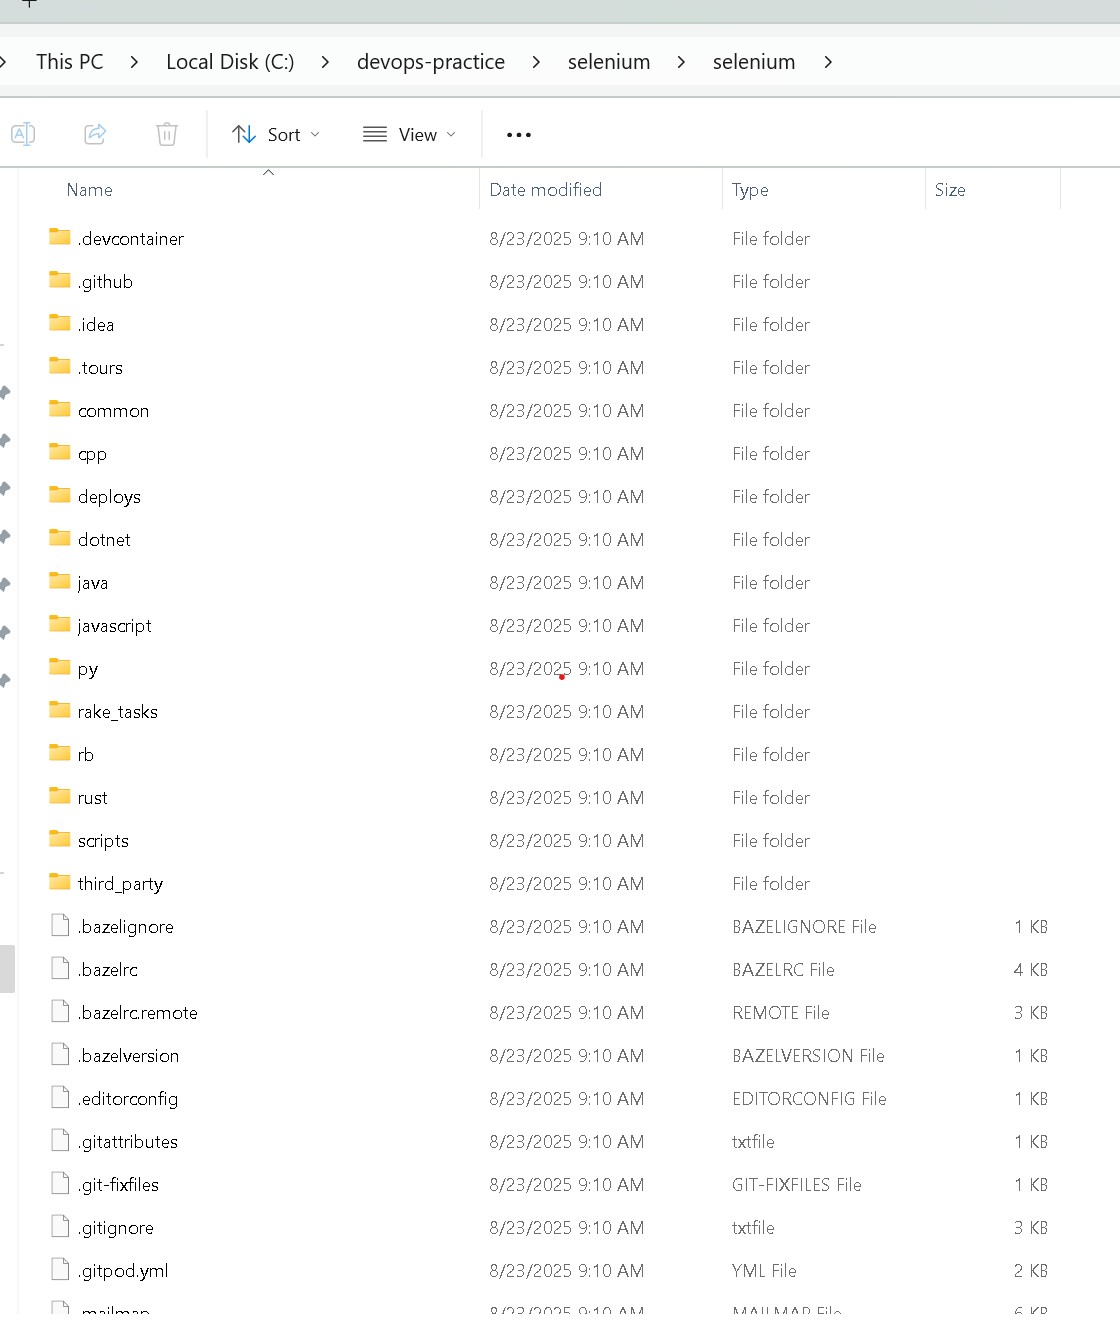 This PC > Local Disk (C:) > devops-practice > selenium > selenium >
Sort View ...
Name Date modified Type Size
.devcontainer 8/23/2025 9:10 AM File folder
.github 8/23/2025 9:10 AM File folder
.idea 8/23/2025 9:10 AM File folder
.tours 8/23/2025 9:10 AM File folder
common 8/23/2025 9:10 AM File folder
cpp 8/23/2025 9:10 AM File folder
deploys 8/23/2025 9:10 AM File folder
dotnet 8/23/2025 9:10 AM File folder
java 8/23/2025 9:10 AM File folder
javascript 8/23/2025 9:10 AM File folder
py 8/23/2025 9:10 AM File folder
rake_tasks 8/23/2025 9:10 AM File folder
rb 8/23/2025 9:10 AM File folder
rust 8/23/2025 9:10 AM File folder
scripts 8/23/2025 9:10 AM File folder
third_party 8/23/2025 9:10 AM File folder
.bazelignore 8/23/2025 9:10 AM BAZELIGNORE File 1 KB
.bazelrc 8/23/2025 9:10 AM BAZELRC File 4 KB
.bazelrc.remote 8/23/2025 9:10 AM REMOTE File 3 KB
.bazelversion 8/23/2025 9:10 AM BAZELVERSION File 1 KB
.editorconfig 8/23/2025 9:10 AM EDITORCONFIG File 1 KB
.gitattributes 8/23/2025 9:10 AM txtfile 1 KB
.git-fixfiles 8/23/2025 9:10 AM GIT-FIXFILES File 1 KB
.gitignore 8/23/2025 9:10 AM txtfile 3 KB
.gitpod.yml 8/23/2025 9:10 AM YML File 2 KB
.mailmap 8/23/2025 9:10 AM MAILMAP File 6 KB